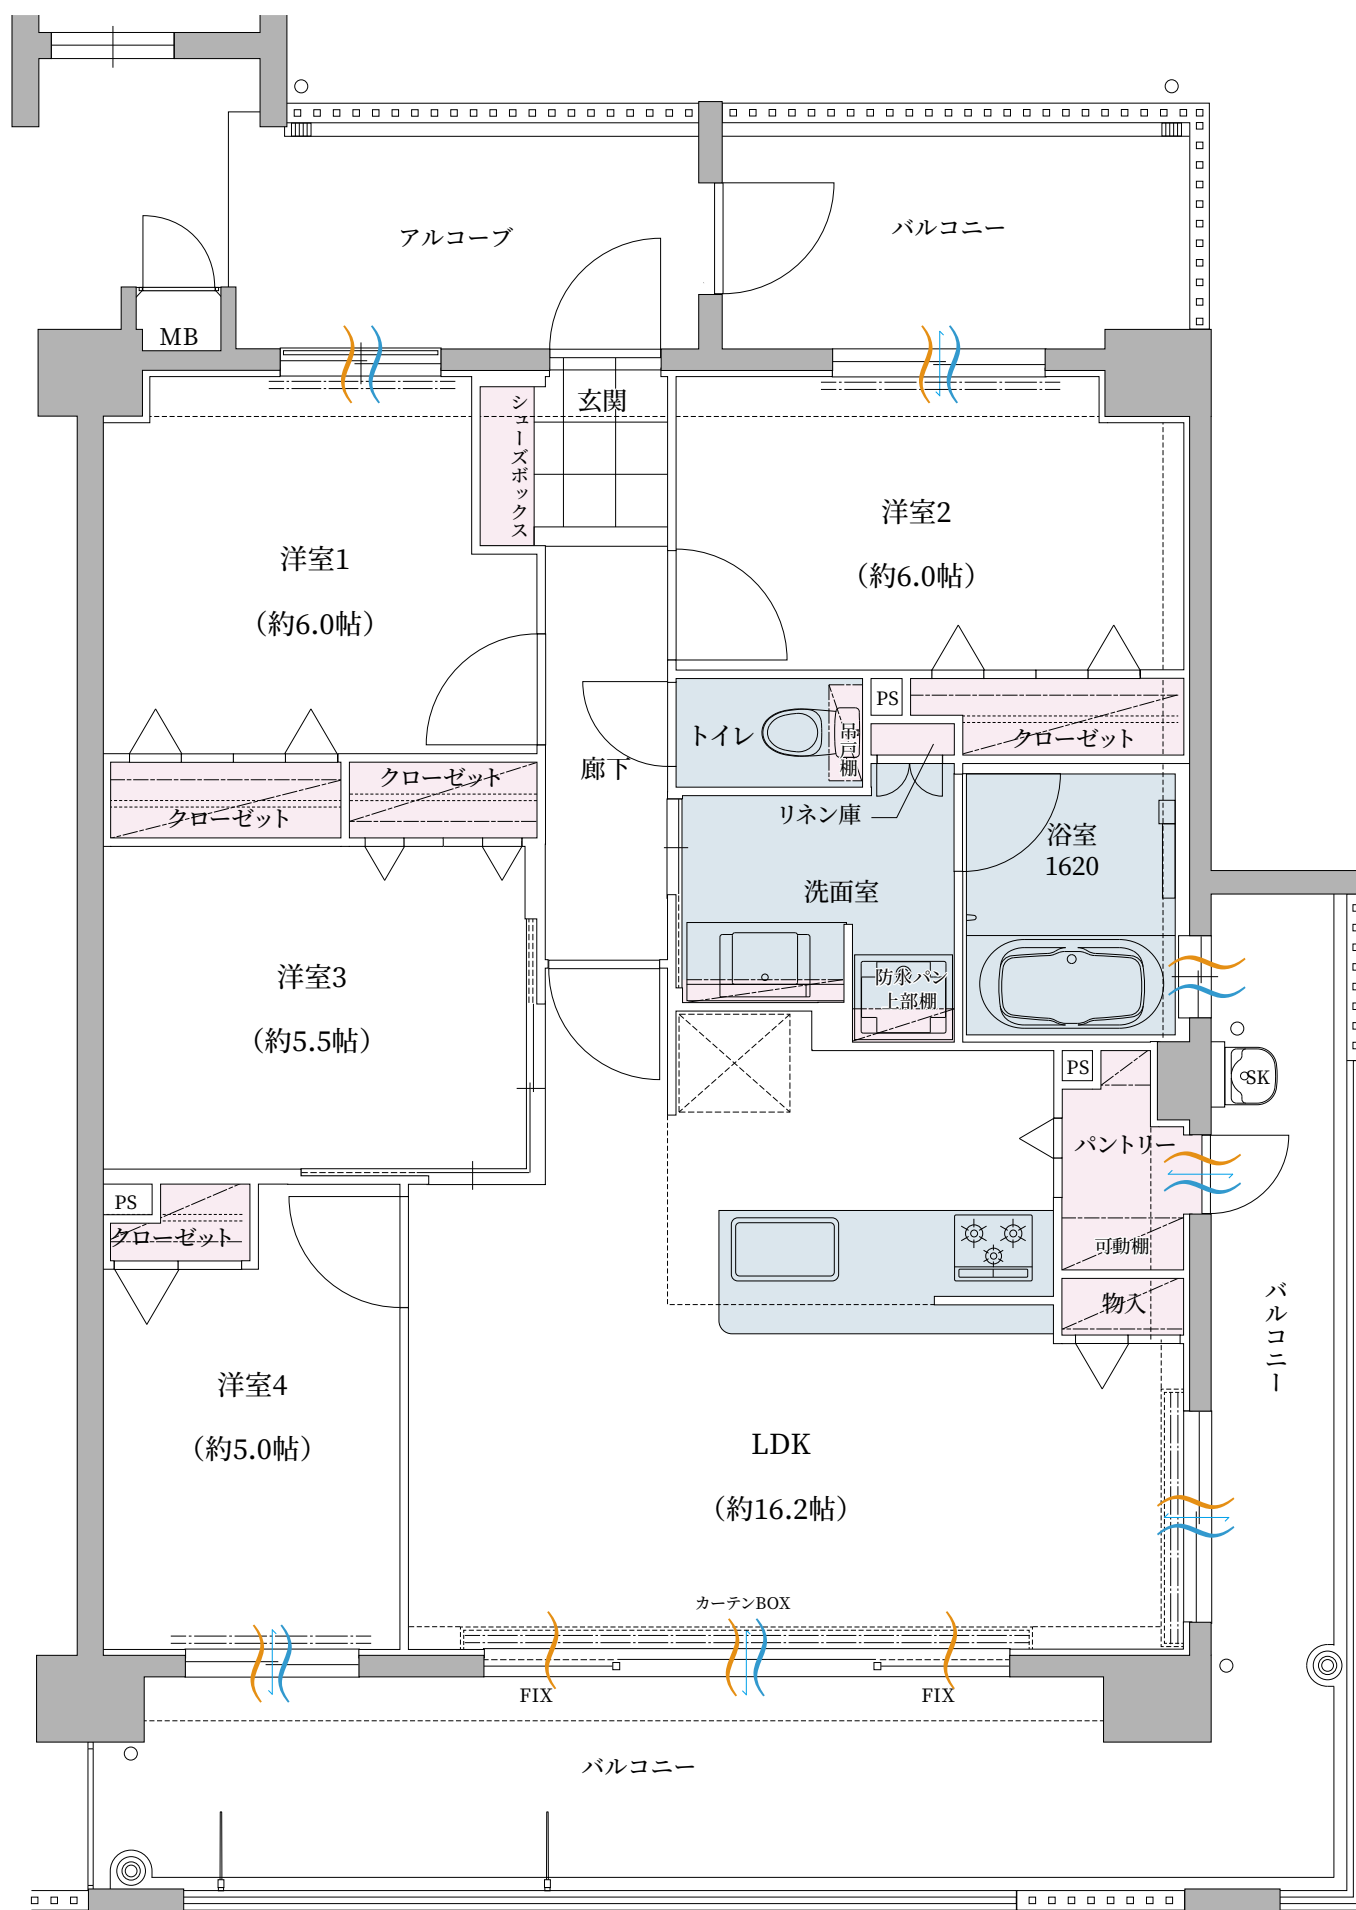 アルコーブ
バルコニー
MB
玄関
シューズボックス
洋室1
（約6.0帖）
洋室2
（約6.0帖）
トイレ
吊戸棚
PS
クローゼット
廊下
クローゼット
クローゼット
リネン庫
浴室
1620
洗面室
防水パン
上部棚
洋室3
（約5.5帖）
PS
SK
パントリー
可動棚
PS
クローゼット
物入
バルコニー
洋室4
（約5.0帖）
LDK
（約16.2帖）
カーテンBOX
FIX
FIX
バルコニー